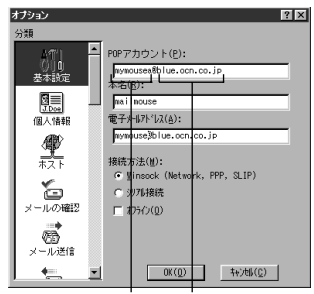 オプション
分類
基本設定
J.Doe
個人情報
ホスト
メールの確認
メール送信
POPアカウント(P):
mymousea@blue.ocn.co.jp
本名(R):
mai mouse
電子メールアドレス(A):
mymouse@blue.ocn.co.jp
接続方法(M):
Winsock (Network, PPP, SLIP)
シリアル接続
オフライン(O)
OK(O)
キャンセル(C)